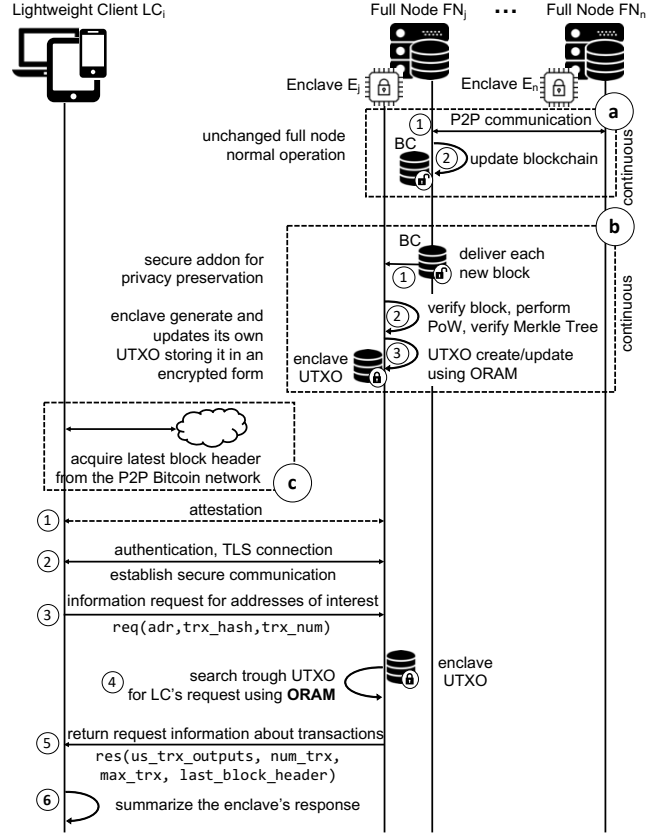 Lightweight Client LCi
Full Node FNj
...
Full Node FNn
Enclave Ej
Enclave En
a
1
P2P communication
unchanged full node
normal operation
BC
2
update blockchain
continuous
b
BC
secure addon for
privacy preservation
1
deliver each
new block
enclave generate and
updates its own
UTXO storing it in an
encrypted form
2
verify block, perform
PoW, verify Merkle Tree
enclave
UTXO
3
UTXO create/update
using ORAM
continuous
acquire latest block header
from the P2P Bitcoin network
c
1
attestation
2
authentication, TLS connection
establish secure communication
3
information request for addresses of interest
req(adr,trx_hash,trx_num)
4
search trough UTXO
for LC's request using ORAM
enclave
UTXO
5
return request information about transactions
res(us_trx_outputs, num_trx,
max_trx, last_block_header)
6
summarize the enclave's response